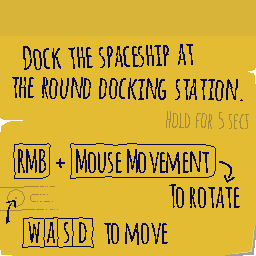 DOCK THE SPACESHIP AT
THE ROUND DOCKING STATION.
HOLD FOR 5 SECS
RMB + MOUSE MOVEMENT
TO ROTATE
W A S D TO MOVE